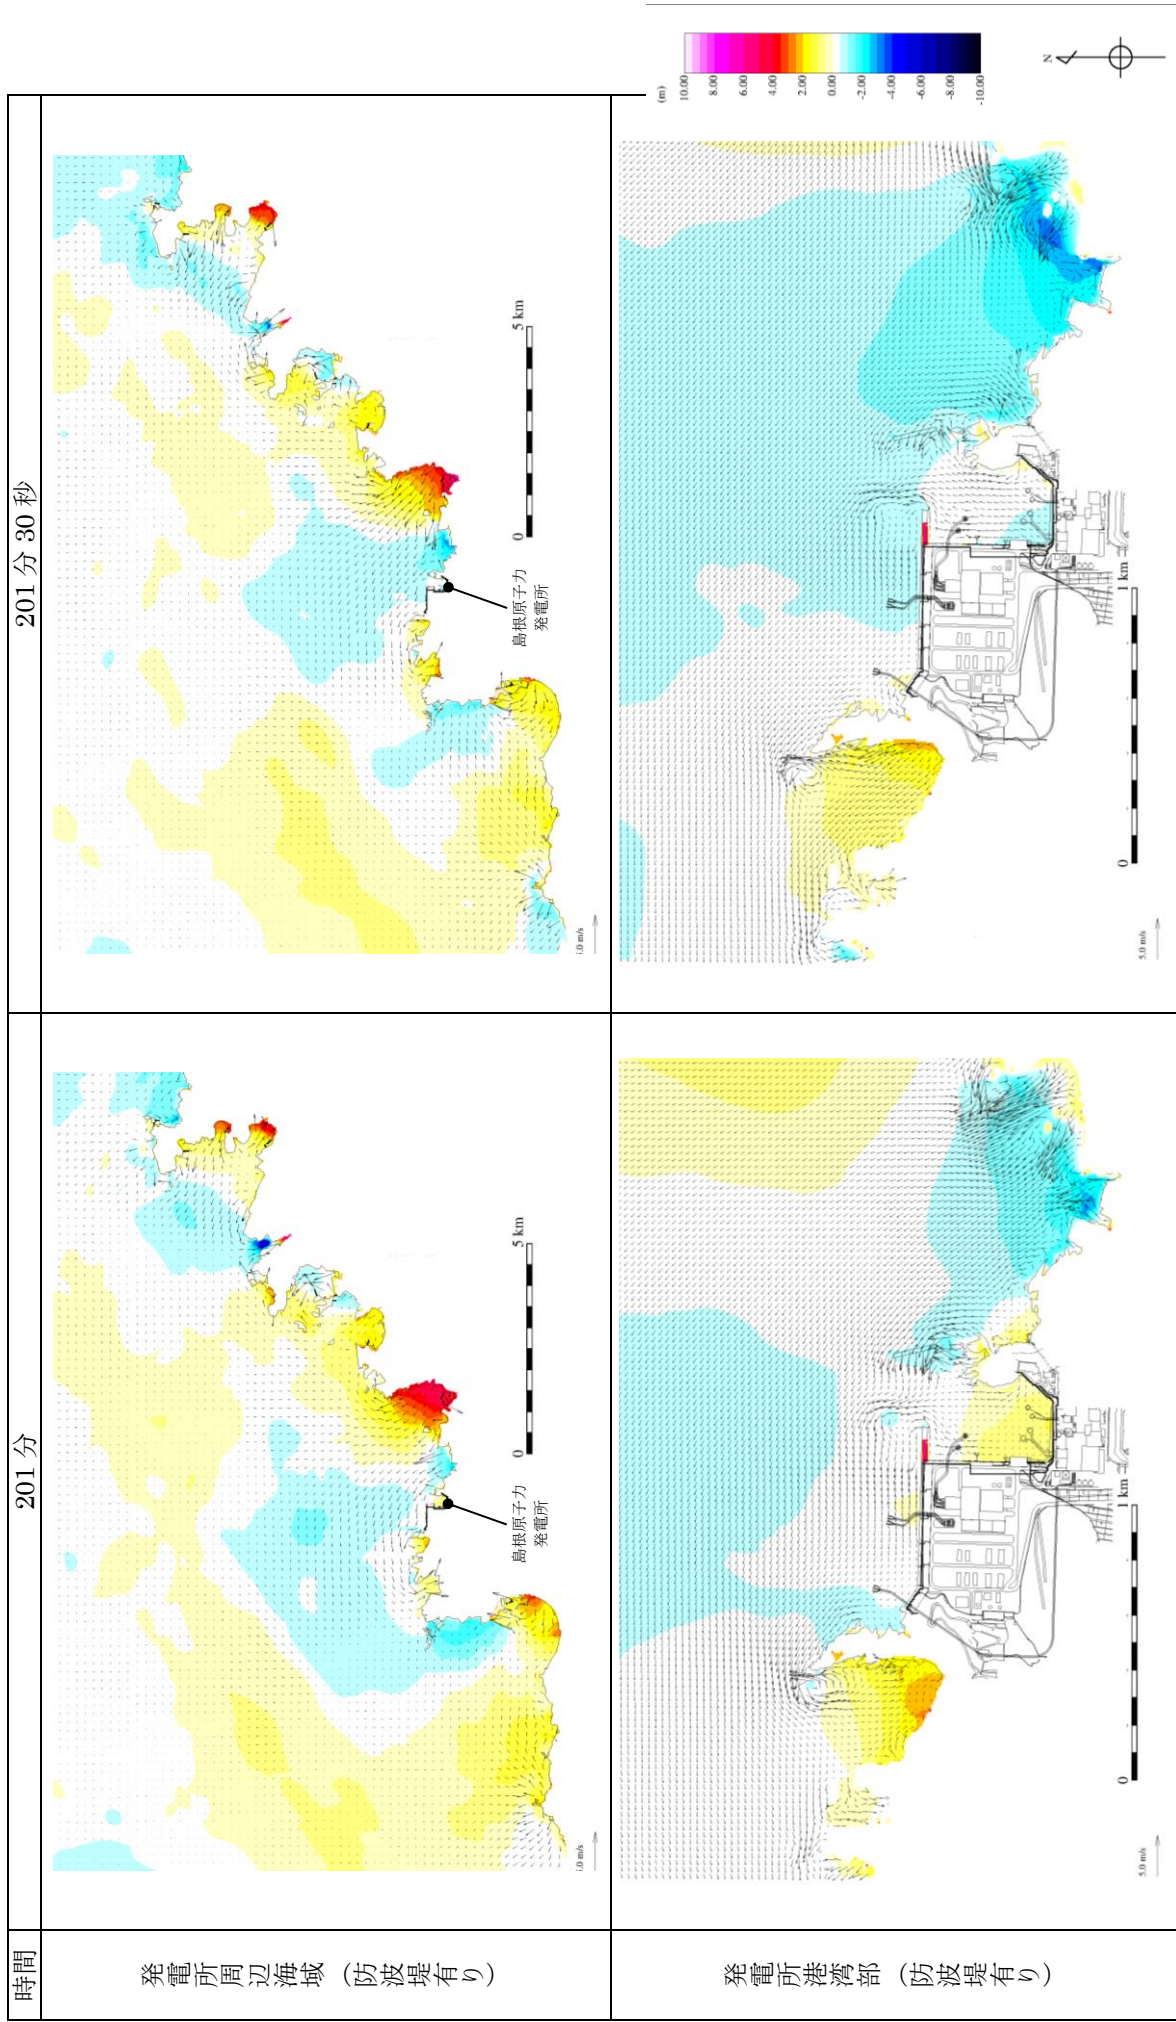 時間
201 分
201 分 30 秒
発電所周辺海域（防波堤有り）
島根原子力
発電所
0
5 km
5.0 m/s
島根原子力
発電所
0
5 km
5.0 m/s
発電所港湾部（防波堤有り）
0
1 km
5.0 m/s
0
1 km
5.0 m/s
(m)
10.00
8.00
6.00
4.00
2.00
0.00
-2.00
-4.00
-6.00
-8.00
-10.00
N